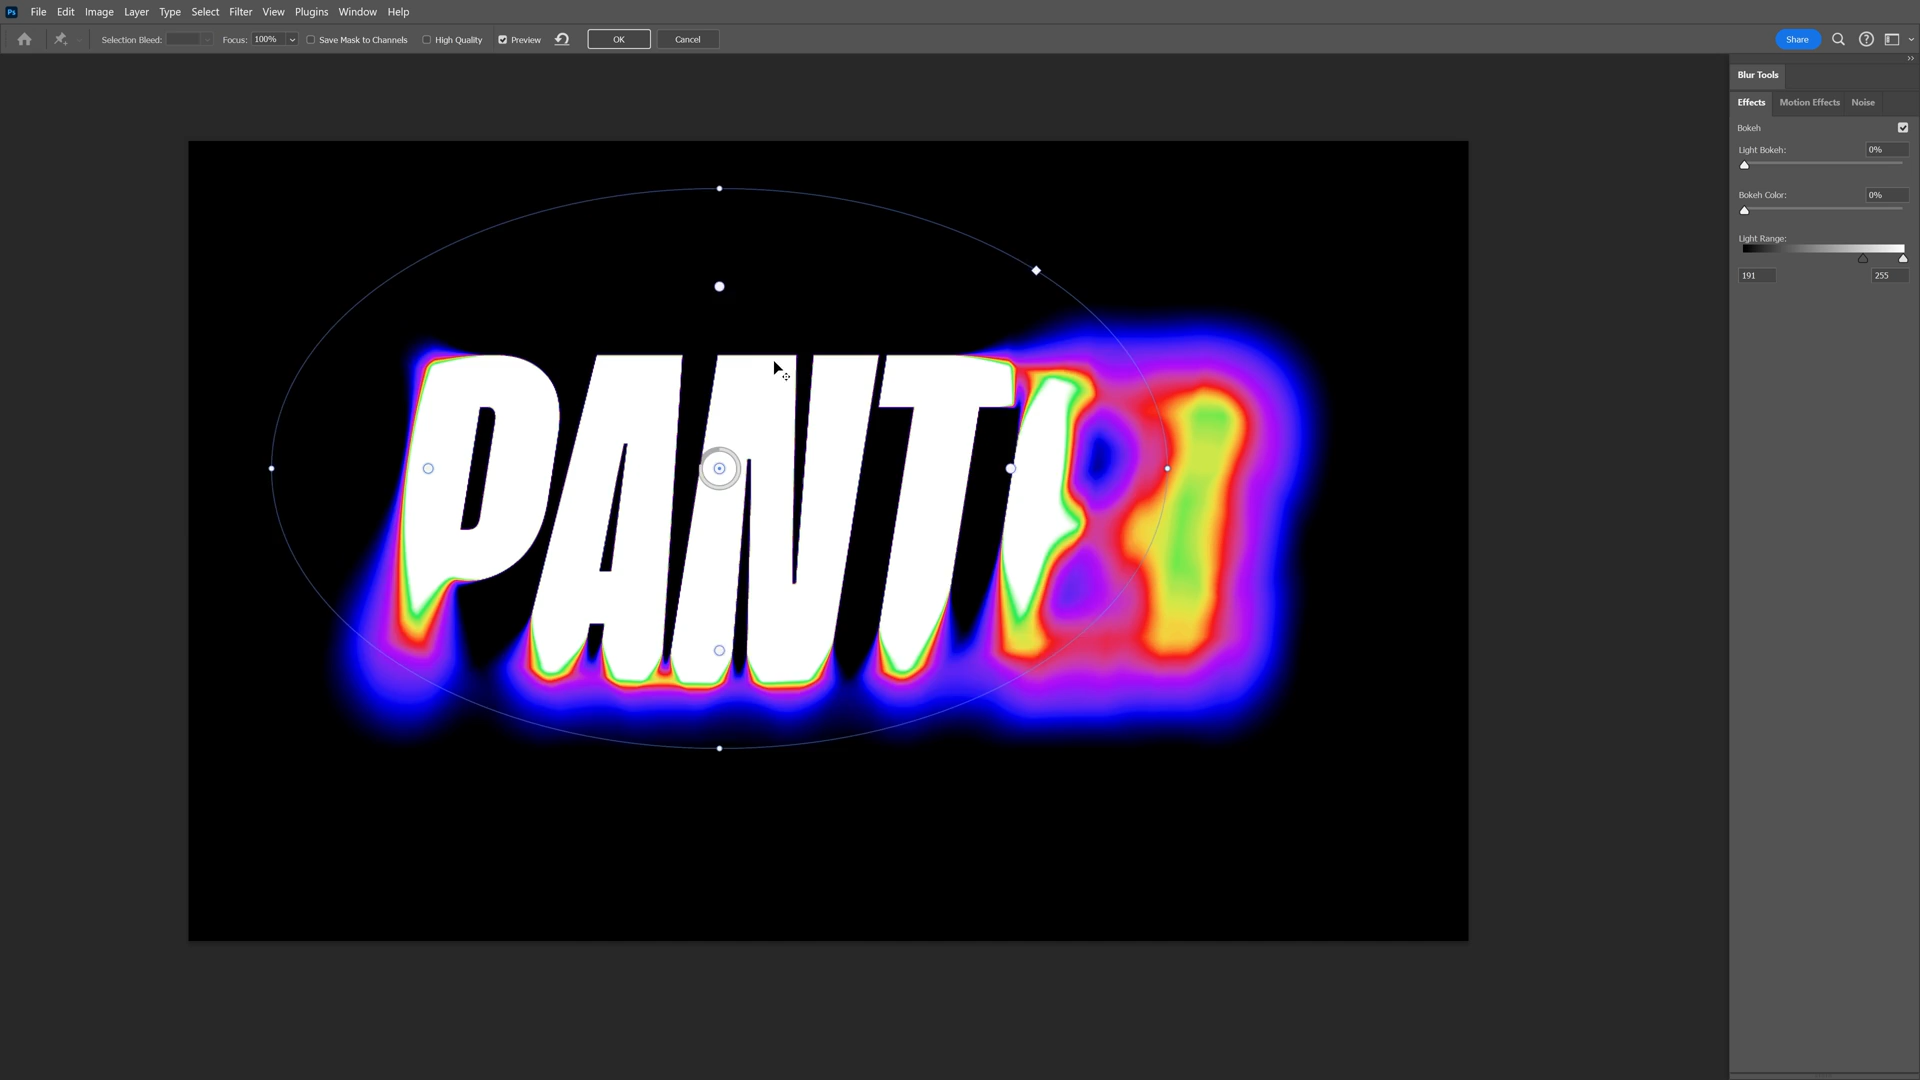 Ps File Edit Image Layer Type Select Filter View Plugins Window Help
Selection Bleed: Focus: 100% Save Mask to Channels High Quality Preview OK Cancel Share
Blur Tools
Effects Motion Effects Noise
Bokeh
Light Bokeh: 0%
Bokeh Color: 0%
Light Range:
191 255
PANT